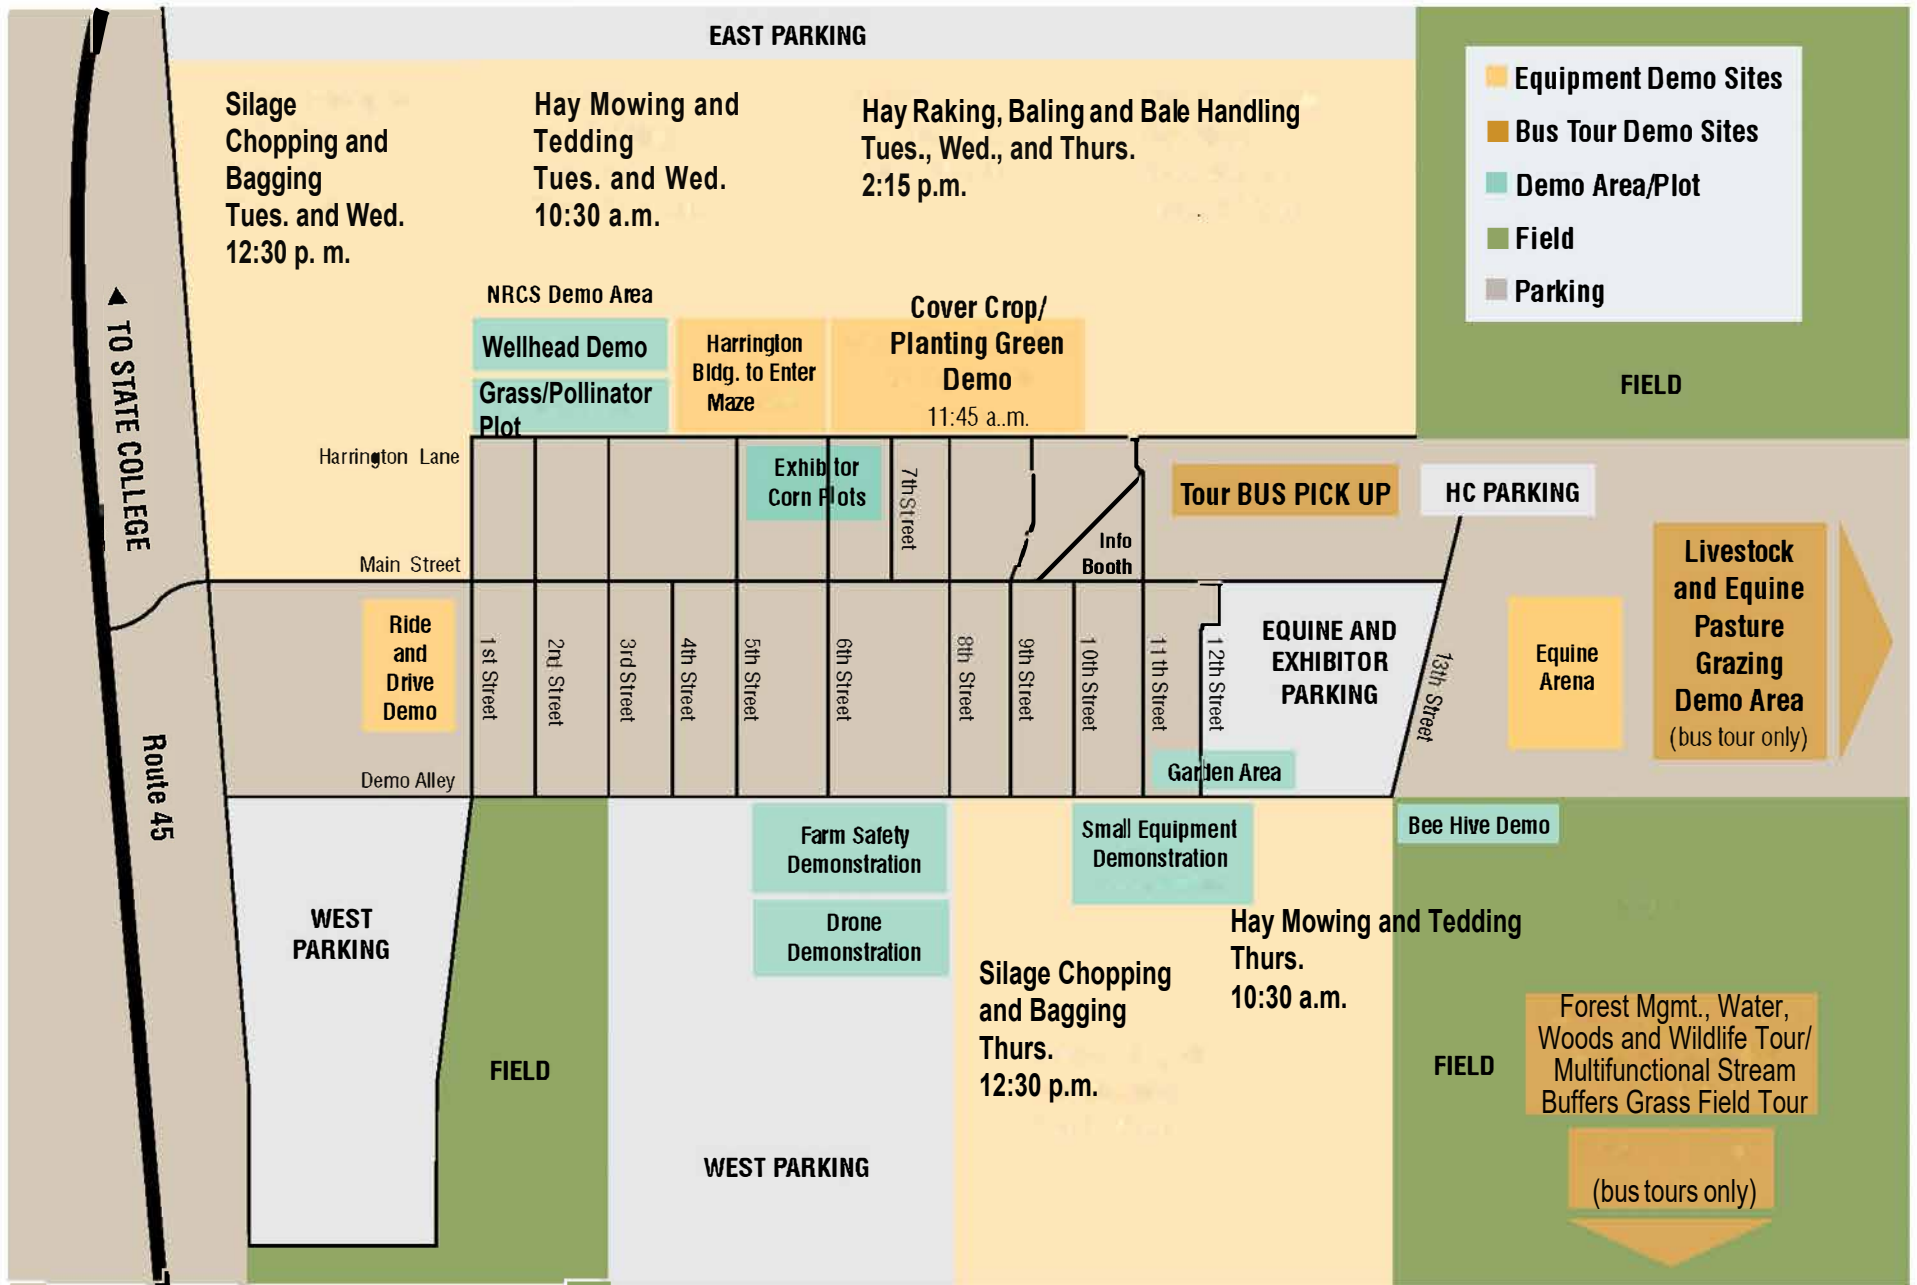 EAST PARKING
Silage
Chopping and
Bagging
Tues. and Wed.
12:30 p. m.
Hay Mowing and
Tedding
Tues. and Wed.
10:30 a.m.
Hay Raking, Baling and Bale Handling
Tues., Wed., and Thurs.
2:15 p.m.
Equipment Demo Sites
Bus Tour Demo Sites
Demo Area/Plot
Field
Parking
FIELD
▲ TO STATE COLLEGE
Route 45
NRCS Demo Area
Wellhead Demo
Grass/Pollinator
Plot
Harrington
Bldg. to Enter
Maze
Cover Crop/
Planting Green
Demo
11:45 a..m.
Harrington Lane
Exhibitor
Corn Plots
7th Street
Info
Booth
Tour BUS PICK UP
HC PARKING
Main Street
Livestock
and Equine
Pasture
Grazing
Demo Area
(bus tour only)
Ride
and
Drive
Demo
1st Street
2nd Street
3rd Street
4th Street
5th Street
6th Street
8th Street
9th Street
10th Street
11th Street
12th Street
EQUINE AND
EXHIBITOR
PARKING
13th Street
Equine
Arena
Garden Area
Demo Alley
WEST
PARKING
FIELD
Farm Safety
Demonstration
Drone
Demonstration
WEST PARKING
Small Equipment
Demonstration
Silage Chopping
and Bagging
Thurs.
12:30 p.m.
Hay Mowing and Tedding
Thurs.
10:30 a.m.
Bee Hive Demo
FIELD
Forest Mgmt., Water,
Woods and Wildlife Tour/
Multifunctional Stream
Buffers Grass Field Tour
(bus tours only)